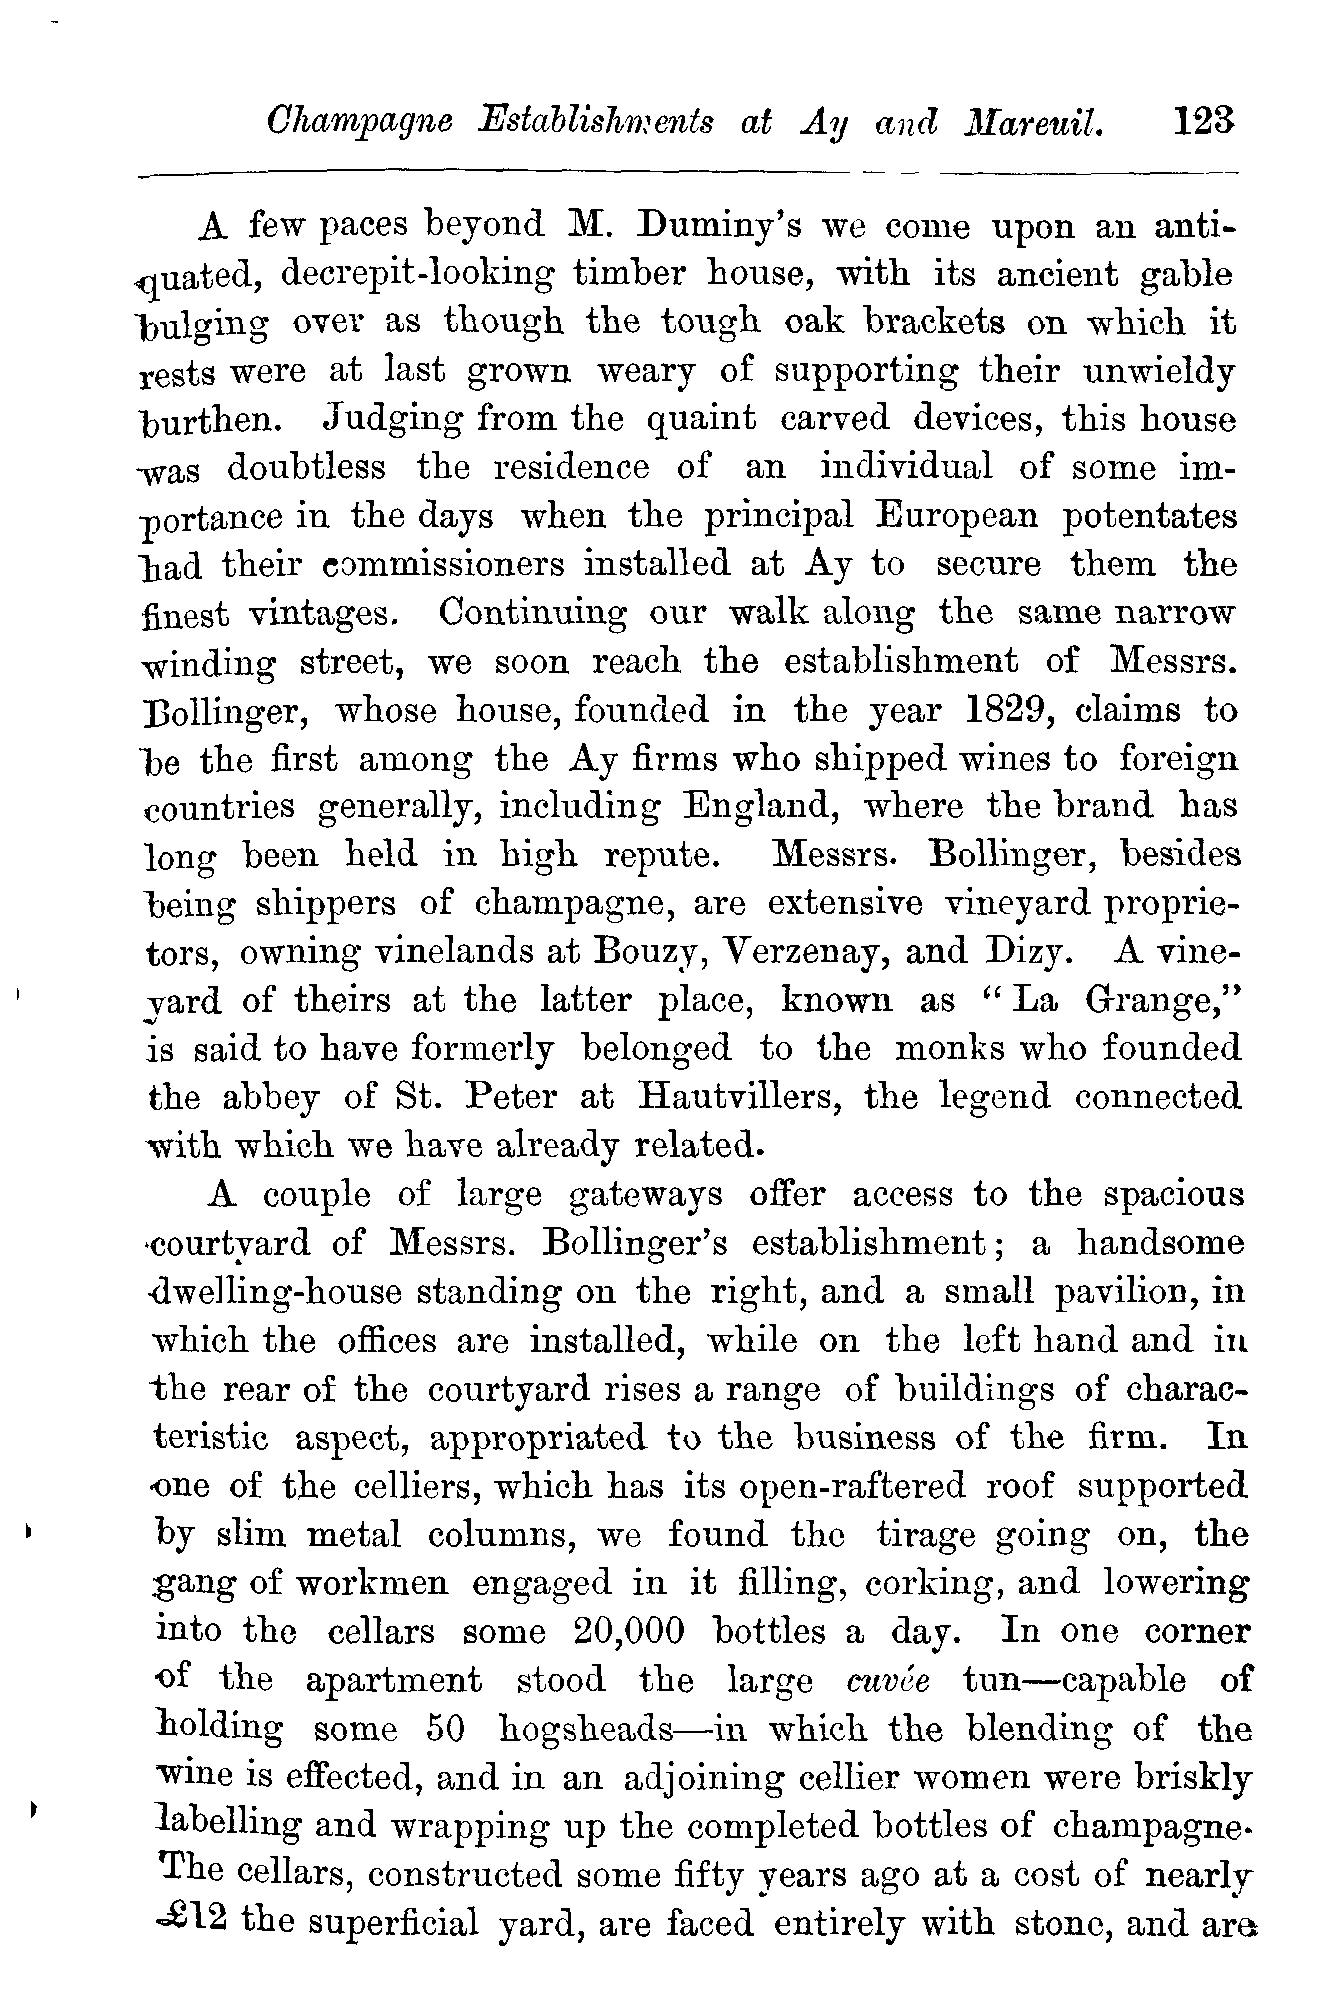 Champagne Establishments at Ay and Mareuil. 123
A few paces beyond M. Duminy's we come upon an anti-
quated, decrepit-looking timber house, with its ancient gable
bulging over as though the tough oak brackets on which it
rests were at last grown weary of supporting their unwieldy
burthen. Judging from the quaint carved devices, this house
was doubtless the residence of an individual of some im-
portance in the days when the principal European potentates
had their commissioners installed at Ay to secure them the
finest vintages. Continuing our walk along the same narrow
winding street, we soon reach the establishment of Messrs.
Bollinger, whose house, founded in the year 1829, claims to
be the first among the Ay firms who shipped wines to foreign
countries generally, including England, where the brand has
long been held in high repute. Messrs. Bollinger, besides
being shippers of champagne, are extensive vineyard proprie-
tors, owning vinelands at Bouzy, Verzenay, and Dizy. A vine-
yard of theirs at the latter place, known as "La Grange,"
is said to have formerly belonged to the monks who founded
the abbey of St. Peter at Hautvillers, the legend connected
with which we have already related.
A couple of large gateways offer access to the spacious
courtyard of Messrs. Bollinger's establishment; a handsome
dwelling-house standing on the right, and a small pavilion, in
which the offices are installed, while on the left hand and in
the rear of the courtyard rises a range of buildings of charac-
teristic aspect, appropriated to the business of the firm. In
one of the celliers, which has its open-raftered roof supported
by slim metal columns, we found the tirage going on, the
gang of workmen engaged in it filling, corking, and lowering
into the cellars some 20,000 bottles a day. In one corner
of the apartment stood the large cuvée tun—capable of
holding some 50 hogsheads—in which the blending of the
wine is effected, and in an adjoining cellier women were briskly
labelling and wrapping up the completed bottles of champagne.
The cellars, constructed some fifty years ago at a cost of nearly
£12 the superficial yard, are faced entirely with stone, and are